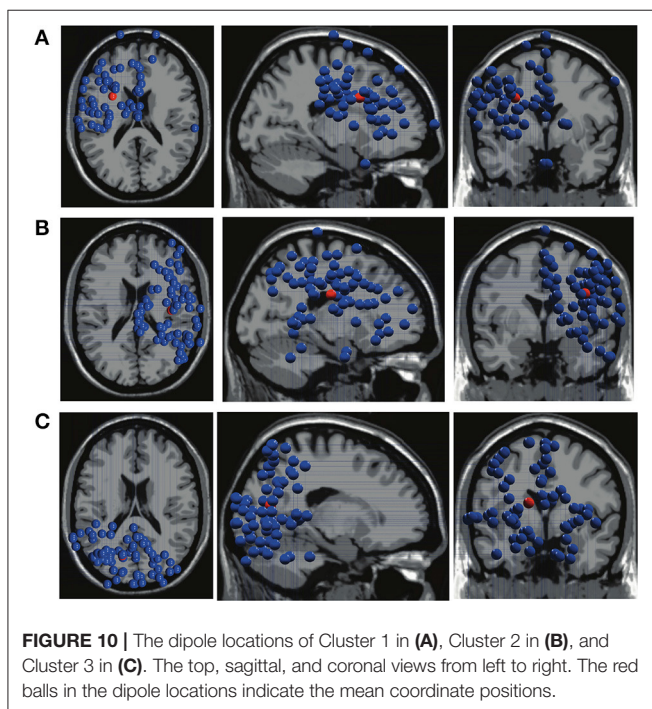 A
B
C
FIGURE 10 | The dipole locations of Cluster 1 in (A), Cluster 2 in (B), and
Cluster 3 in (C). The top, sagittal, and coronal views from left to right. The red
balls in the dipole locations indicate the mean coordinate positions.